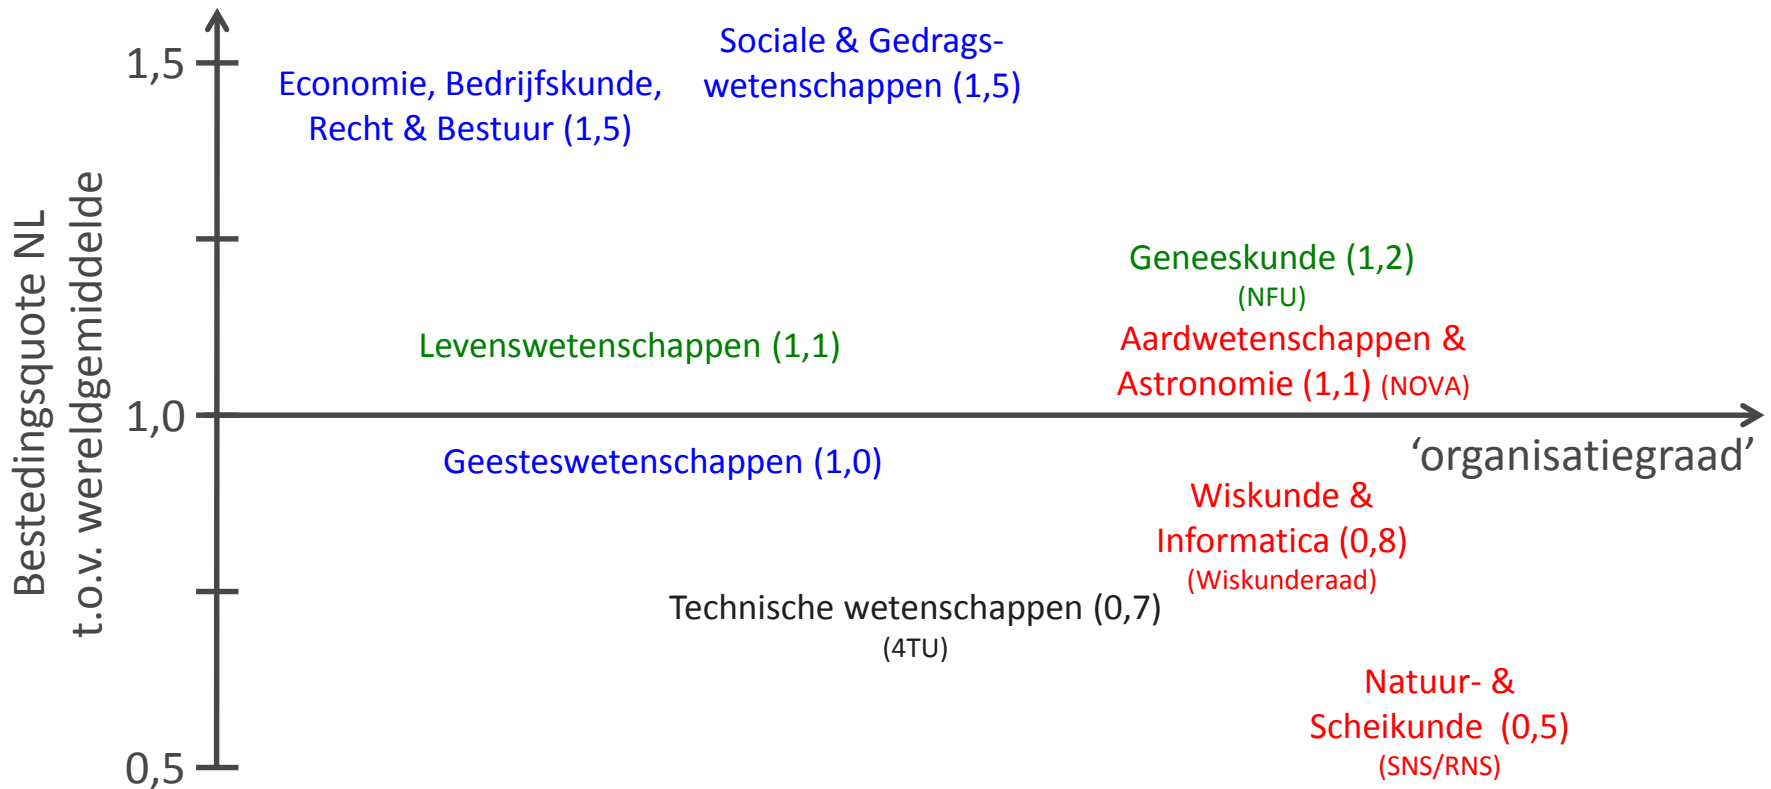 1,5
1,0
0,5
Bestedingsquote NL
t.o.v. wereldgemiddelde
Economie, Bedrijfskunde,
Recht & Bestuur (1,5)
Sociale & Gedrags-
wetenschappen (1,5)
Geneeskunde (1,2)
(NFU)
Levenswetenschappen (1,1)
Aardwetenschappen &
Astronomie (1,1) (NOVA)
'organisatiegraad'
Geesteswetenschappen (1,0)
Wiskunde &
Informatica (0,8)
(Wiskunderaad)
Technische wetenschappen (0,7)
(4TU)
Natuur- &
Scheikunde (0,5)
(SNS/RNS)